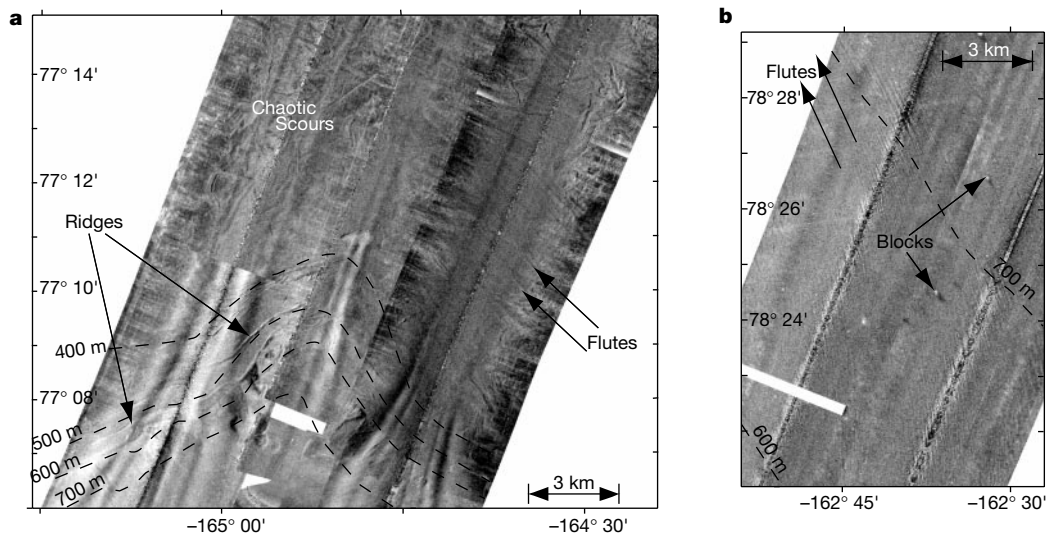 a
77° 14'
Chaotic
Scours
77° 12'
Ridges
77° 10'
400 m
Flutes
77° 08'
500 m
600 m
700 m
3 km
−165° 00'
−164° 30'
b
3 km
Flutes
78° 28'
78° 26'
Blocks
700 m
78° 24'
600 m
−162° 45'
−162° 30'